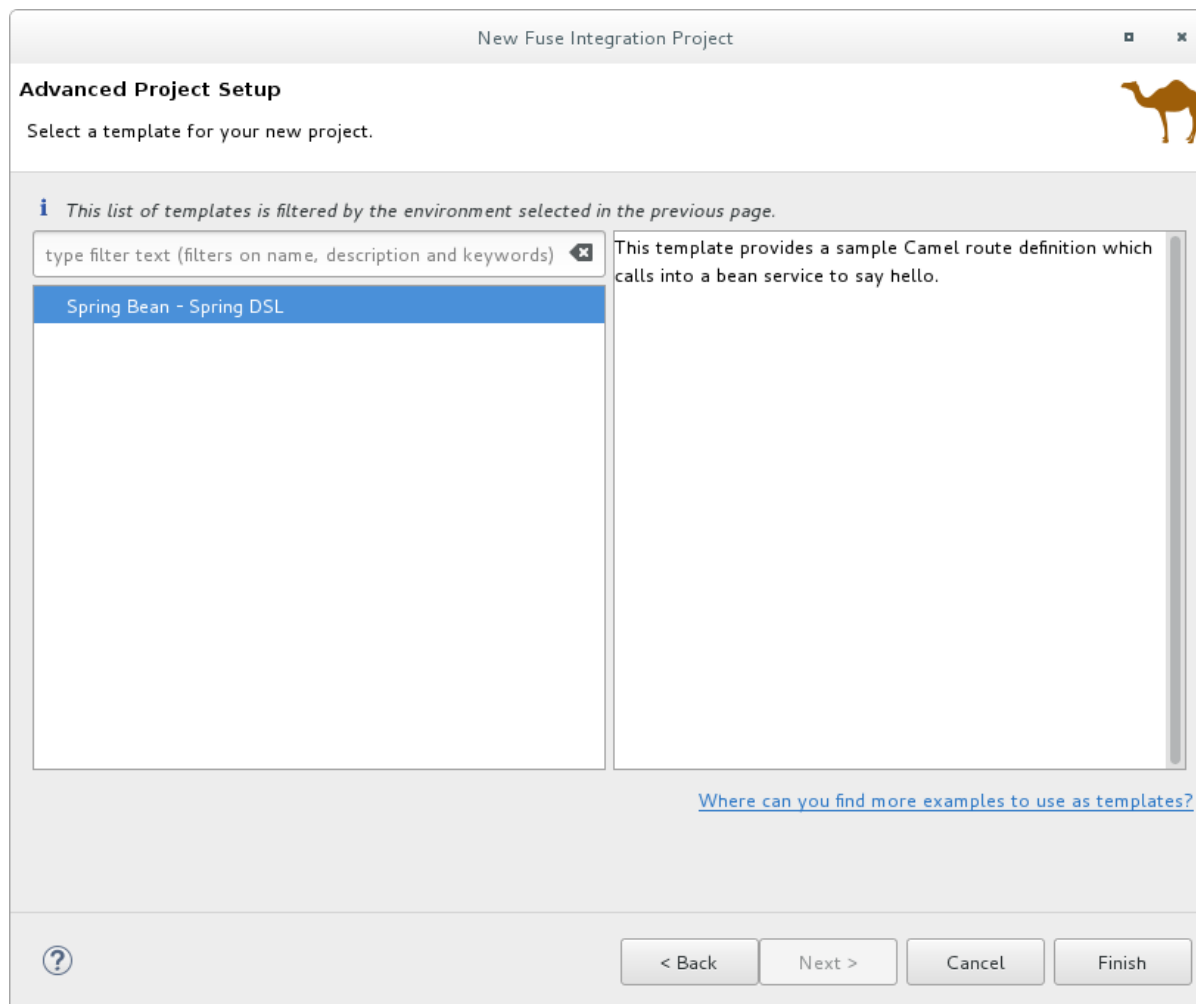 New Fuse Integration Project
Advanced Project Setup
Select a template for your new project.
i This list of templates is filtered by the environment selected in the previous page.
type filter text (filters on name, description and keywords)
Spring Bean - Spring DSL
This template provides a sample Camel route definition which
calls into a bean service to say hello.
Where can you find more examples to use as templates?
?
< Back
Next >
Cancel
Finish